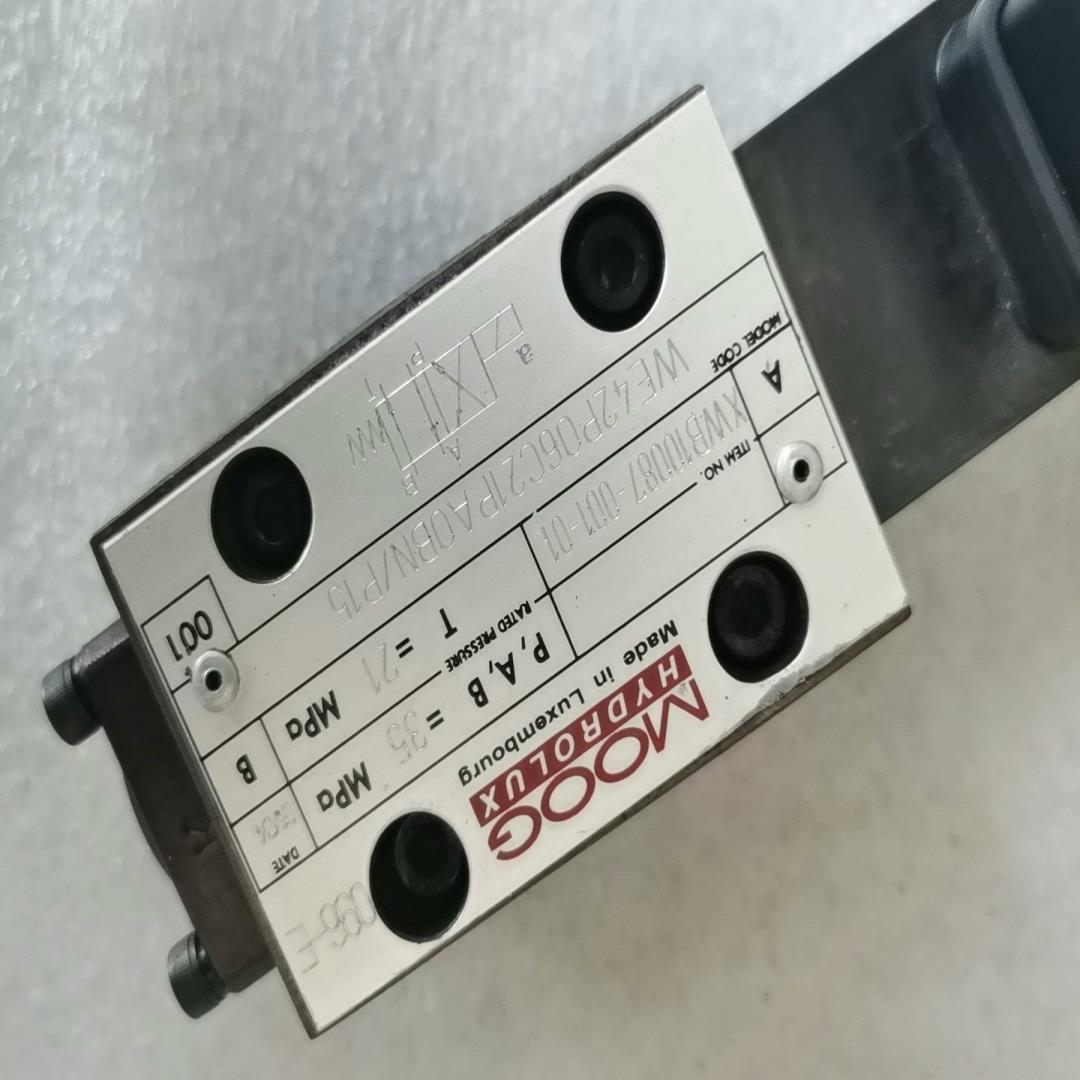 MOOG
HYDROLUX
Made in Luxembourg
096-E
DATE
P, A, B = 35 MPa
RATED PRESSURE
T = 21 MPa
B
ITEM NO.
XWB10087-001-01
A
MODEL CODE
WE42P06C21PA0BN/P15
001
A B
P T
a
W